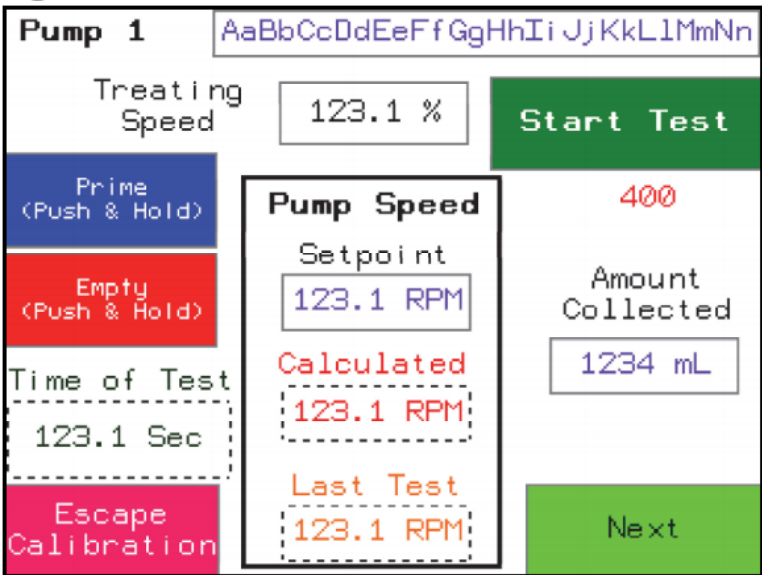 Pump 1 AaBbCcDdEeFfGgHhIiJjKkLlMmNn
Treating
Speed
123.1 %
Start Test
Prime
(Push & Hold)
400
Empty
(Push & Hold)
Pump Speed
Setpoint
123.1 RPM
Calculated
123.1 RPM
Last Test
123.1 RPM
Amount
Collected
1234 mL
Time of Test
123.1 Sec
Escape
Calibration
Next